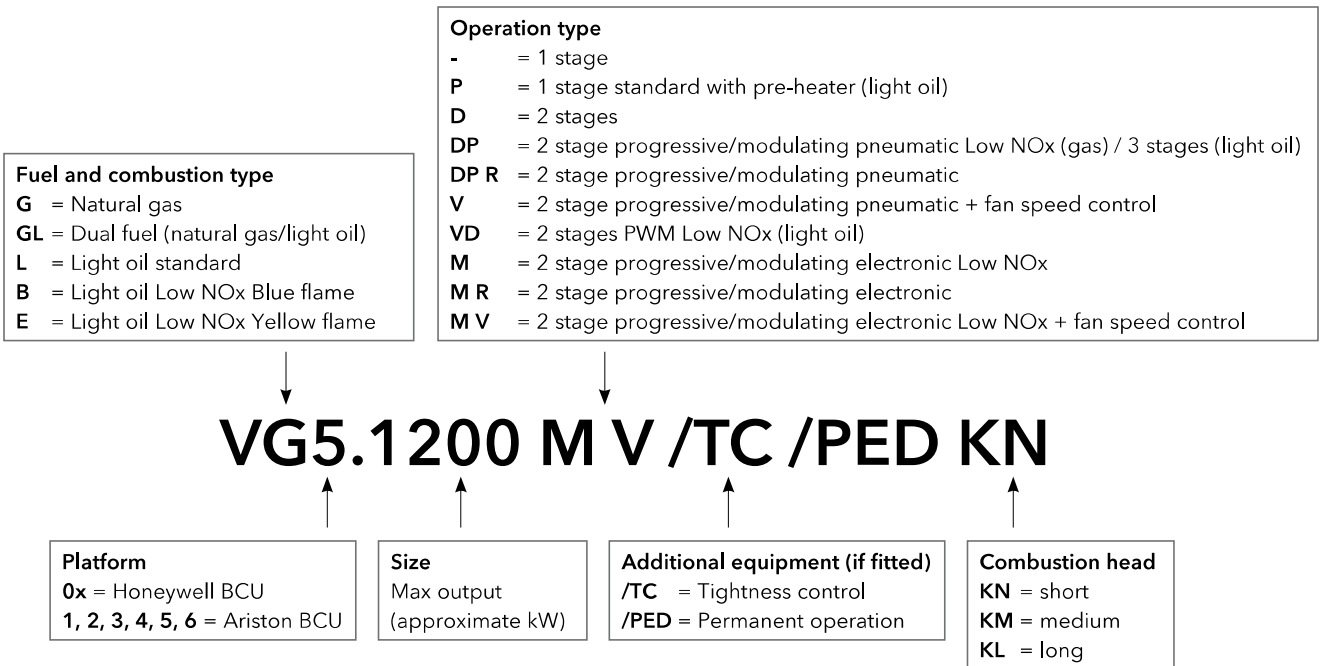 Operation type
- = 1 stage
P = 1 stage standard with pre-heater (light oil)
D = 2 stages
DP = 2 stage progressive/modulating pneumatic Low NOx (gas) / 3 stages (light oil)
DP R = 2 stage progressive/modulating pneumatic
V = 2 stage progressive/modulating pneumatic + fan speed control
VD = 2 stages PWM Low NOx (light oil)
M = 2 stage progressive/modulating electronic Low NOx
M R = 2 stage progressive/modulating electronic
M V = 2 stage progressive/modulating electronic Low NOx + fan speed control
Fuel and combustion type
G = Natural gas
GL = Dual fuel (natural gas/light oil)
L = Light oil standard
B = Light oil Low NOx Blue flame
E = Light oil Low NOx Yellow flame
VG5.1200 M V /TC /PED KN
Platform
0x = Honeywell BCU
1, 2, 3, 4, 5, 6 = Ariston BCU
Size
Max output
(approximate kW)
Additional equipment (if fitted)
/TC = Tightness control
/PED = Permanent operation
Combustion head
KN = short
KM = medium
KL = long